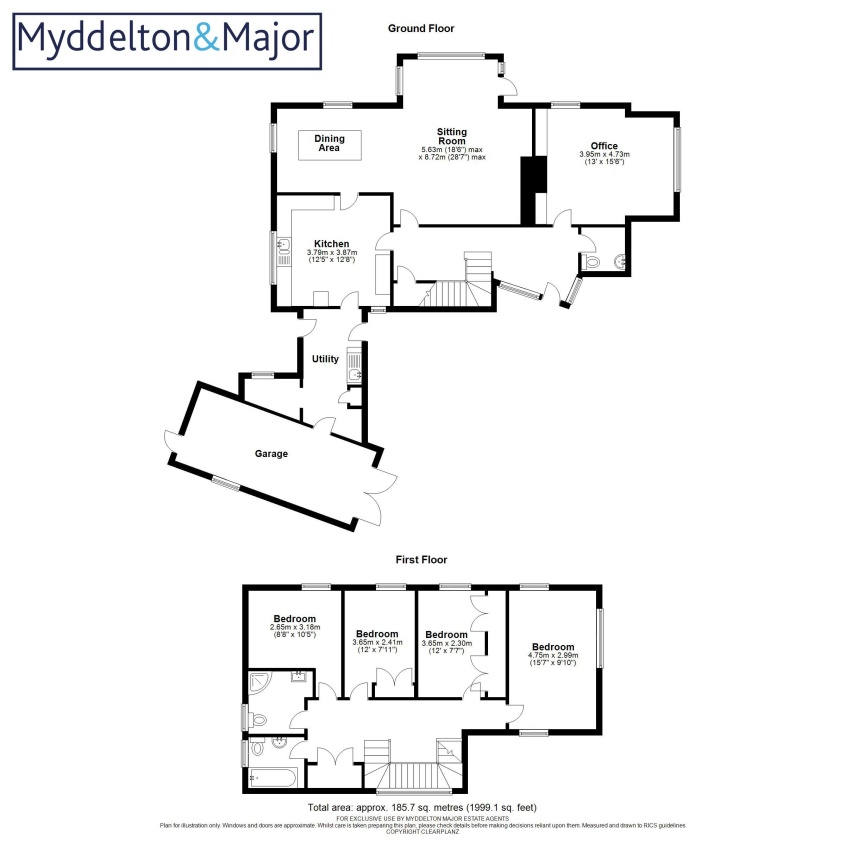 Myddelton&Major
Ground Floor
Dining
Area
Sitting
Room
5.63m (18'6") max
x 8.72m (28'7") max
Office
3.95m x 4.73m
(13' x 15'6")
Kitchen
3.79m x 3.87m
(12'5" x 12'8")
Utility
Garage
First Floor
Bedroom
2.65m x 3.18m
(8'8" x 10'5")
Bedroom
3.65m x 2.41m
(12' x 7'11")
Bedroom
3.65m x 2.30m
(12' x 7'7")
Bedroom
4.75m x 2.99m
(15'7" x 9'10")
Total area: approx. 185.7 sq. metres (1999.1 sq. feet)
FOR EXCLUSIVE USE BY MYDDELTON MAJOR ESTATE AGENTS
Plan for illustration only. Windows and doors are approximate. Whilst care is taken preparing this plan, please check details before making decisions reliant upon them. Measured and drawn to RICS guidelines.
COPYRIGHT CLEARPLANZ